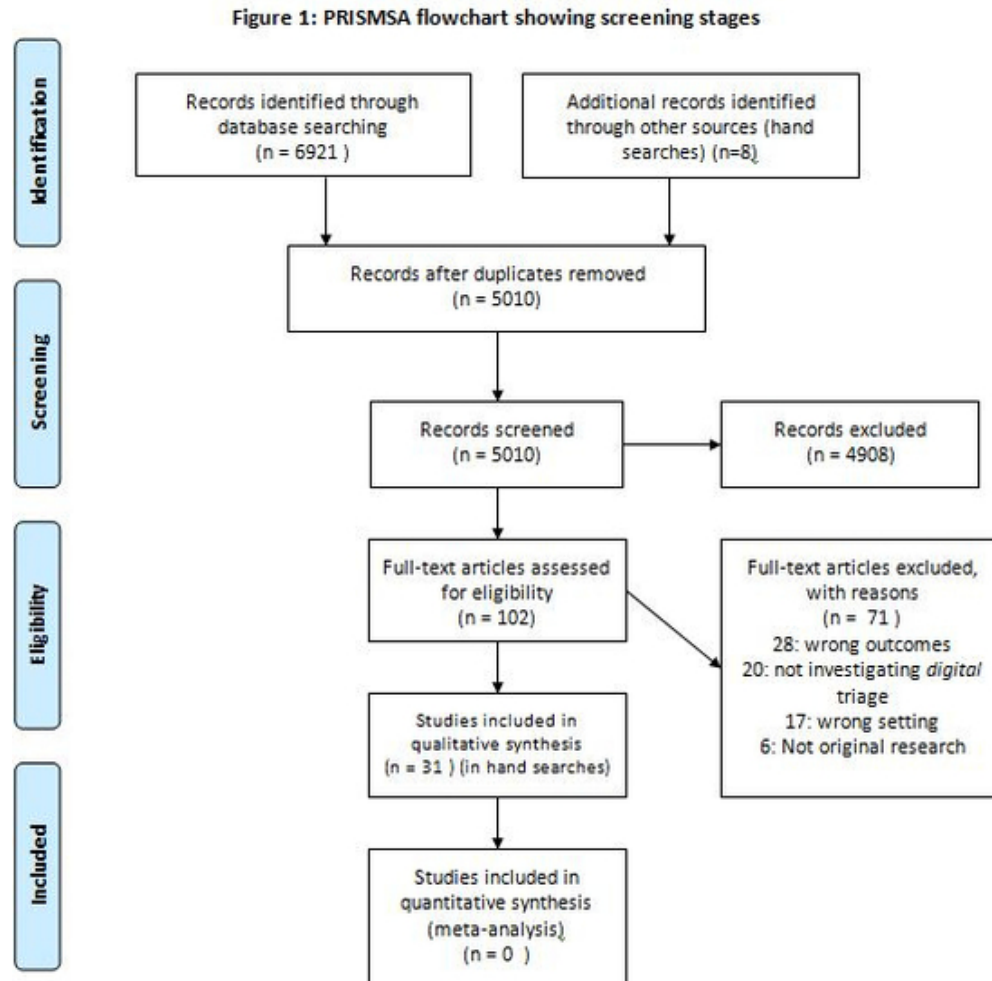 Figure 1: PRISMSA flowchart showing screening stages
Identification
Records identified through
database searching
(n = 6921 )
Additional records identified
through other sources (hand
searches) (n=8)
Records after duplicates removed
(n = 5010)
Screening
Records screened
(n = 5010)
Records excluded
(n = 4908)
Eligibility
Full-text articles assessed
for eligibility
(n = 102)
Full-text articles excluded,
with reasons
(n = 71 )
28: wrong outcomes
20: not investigating digital
triage
17: wrong setting
6: Not original research
Studies included in
qualitative synthesis
(n = 31 ) (in hand searches)
Included
Studies included in
quantitative synthesis
(meta-analysis)
(n = 0 )